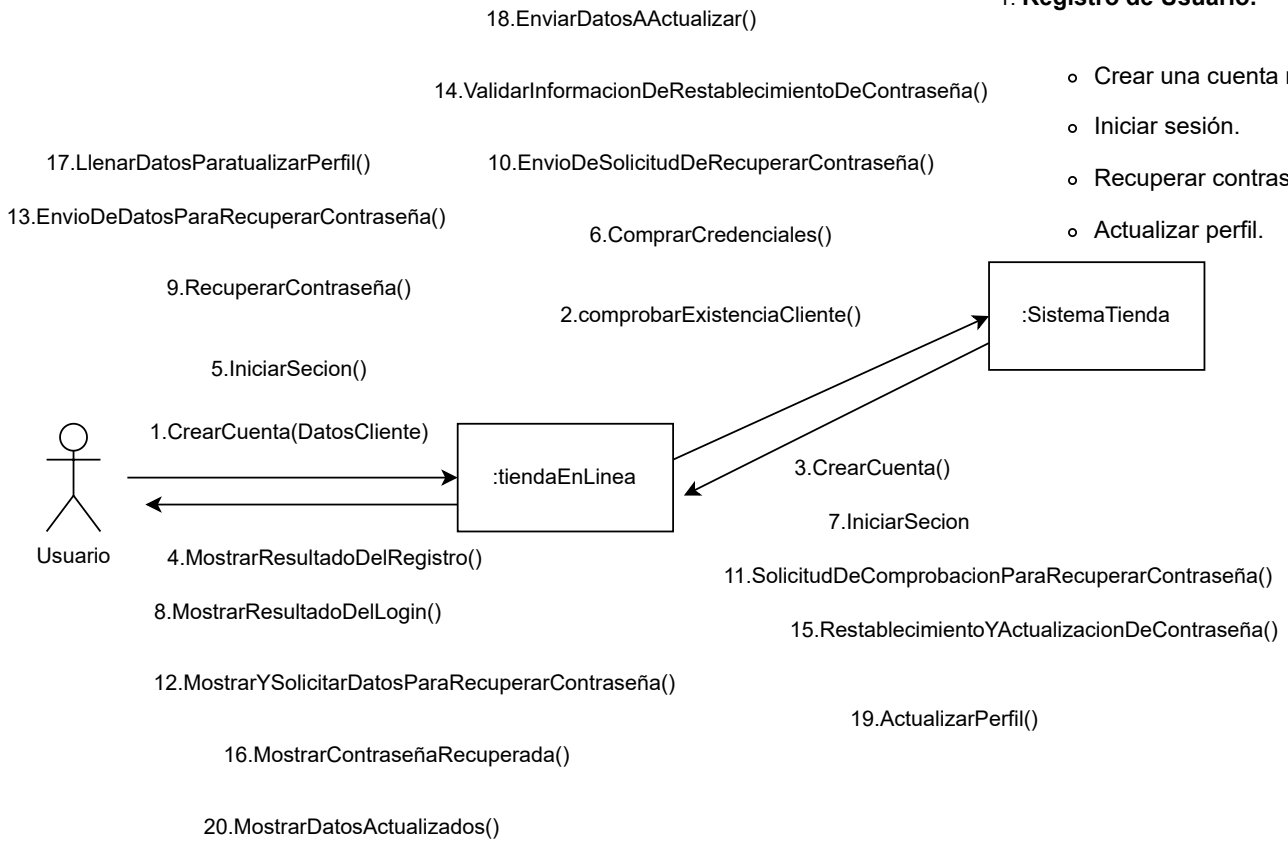 18.EnviarDatosAActualizar()
1. Registro de Usuario:
14.ValidarInformacionDeRestablecimientoDeContraseña()
Crear una cuenta
17.LlenarDatosParatualizarPerfil()
10.EnvioDeSolicitudDeRecuperarContraseña()
Iniciar sesión.
Recuperar
13.EnvioDeDatosParaRecuperarContraseña()
6.ComprarCredenciales()
Actualizar perfil.
9.RecuperarContraseña()
2.comprobarExistenciaCliente()
:SistemaTienda
5.IniciarSecion()
1.CrearCuenta(DatosCliente)
:tiendaEnLinea
3.CrearCuenta()
7.IniciarSecion
Usuario
4.MostrarResultadoDelRegistro()
11.SolicitudDeComprobacionParaRecuperarContraseña()
8.MostrarResultadoDelLogin()
15.RestablecimientoYActualizacionDeContraseña()
12.MostrarYSolicitarDatosParaRecuperarContraseña()
19.ActualizarPerfil()
16.MostrarContraseñaRecuperada()
20.MostrarDatosActualizados()